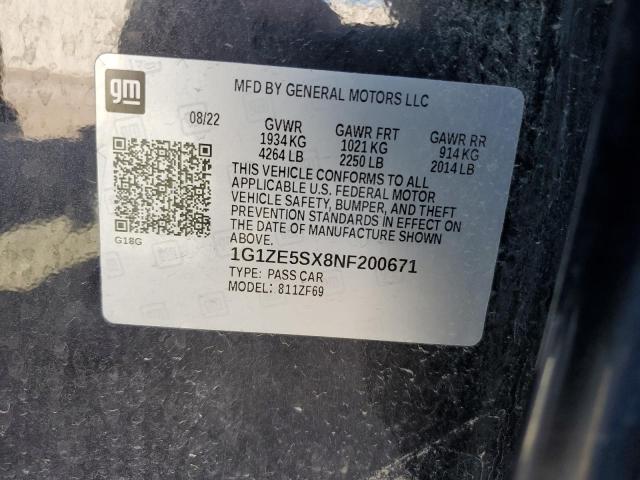 gm
MFD BY GENERAL MOTORS LLC
08/22 GVWR GAWR FRT GAWR RR
1934 KG 1021 KG 914 KG
4264 LB 2250 LB 2014 LB
THIS VEHICLE CONFORMS TO ALL
APPLICABLE U.S. FEDERAL MOTOR
VEHICLE SAFETY, BUMPER, AND THEFT
PREVENTION STANDARDS IN EFFECT ON
THE DATE OF MANUFACTURE SHOWN
ABOVE.
G18G
1G1ZE5SX8NF200671
TYPE: PASS CAR
MODEL: 811ZF69